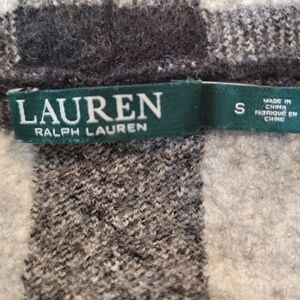 LAUREN
RALPH LAUREN
S
MADE IN
CHINA
FABRIQUÉ EN
CHINE